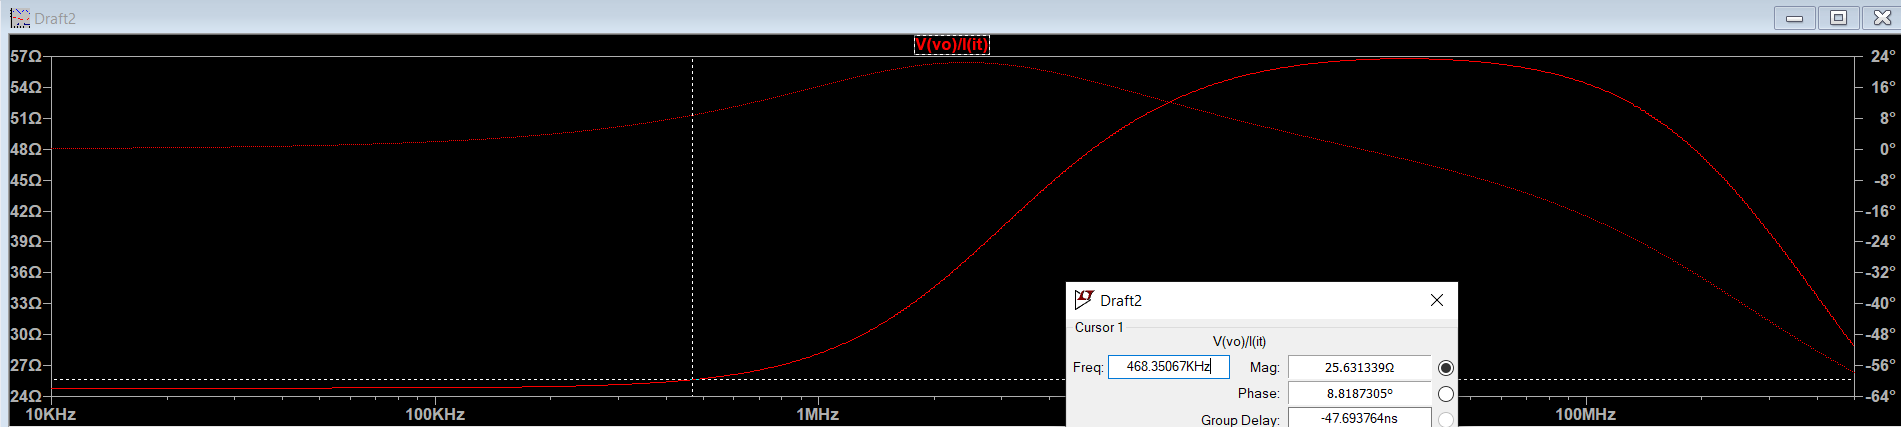 Draft2
V(vo)/I(it)
57Ω 24°
54Ω 16°
51Ω 8°
48Ω 0°
45Ω -8°
42Ω -16°
39Ω -24°
36Ω -32°
33Ω -40°
30Ω -48°
27Ω -56°
24Ω -64°
10KHz 100KHz 1MHz 100MHz
Draft2
Cursor 1
V(vo)/I(it)
Freq: 468.35067KHz Mag: 25.631339Ω
Phase: 8.8187305º
Group Delay: -47.693764ns